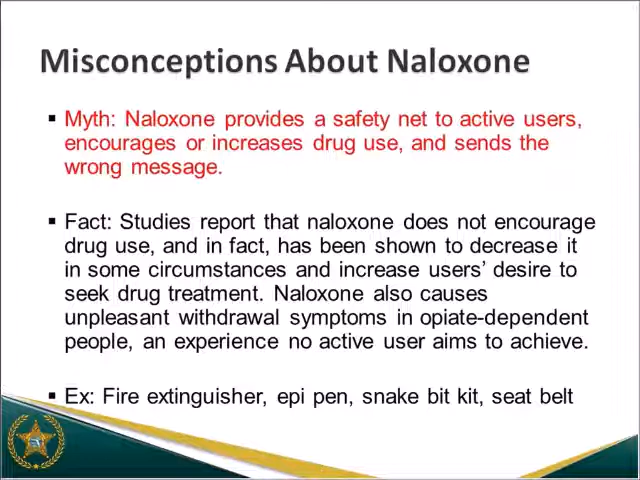 Misconceptions About Naloxone
▪ Myth: Naloxone provides a safety net to active users,
encourages or increases drug use, and sends the
wrong message.
▪ Fact: Studies report that naloxone does not encourage
drug use, and in fact, has been shown to decrease it
in some circumstances and increase users’ desire to
seek drug treatment. Naloxone also causes
unpleasant withdrawal symptoms in opiate-dependent
people, an experience no active user aims to achieve.
▪ Ex: Fire extinguisher, epi pen, snake bit kit, seat belt